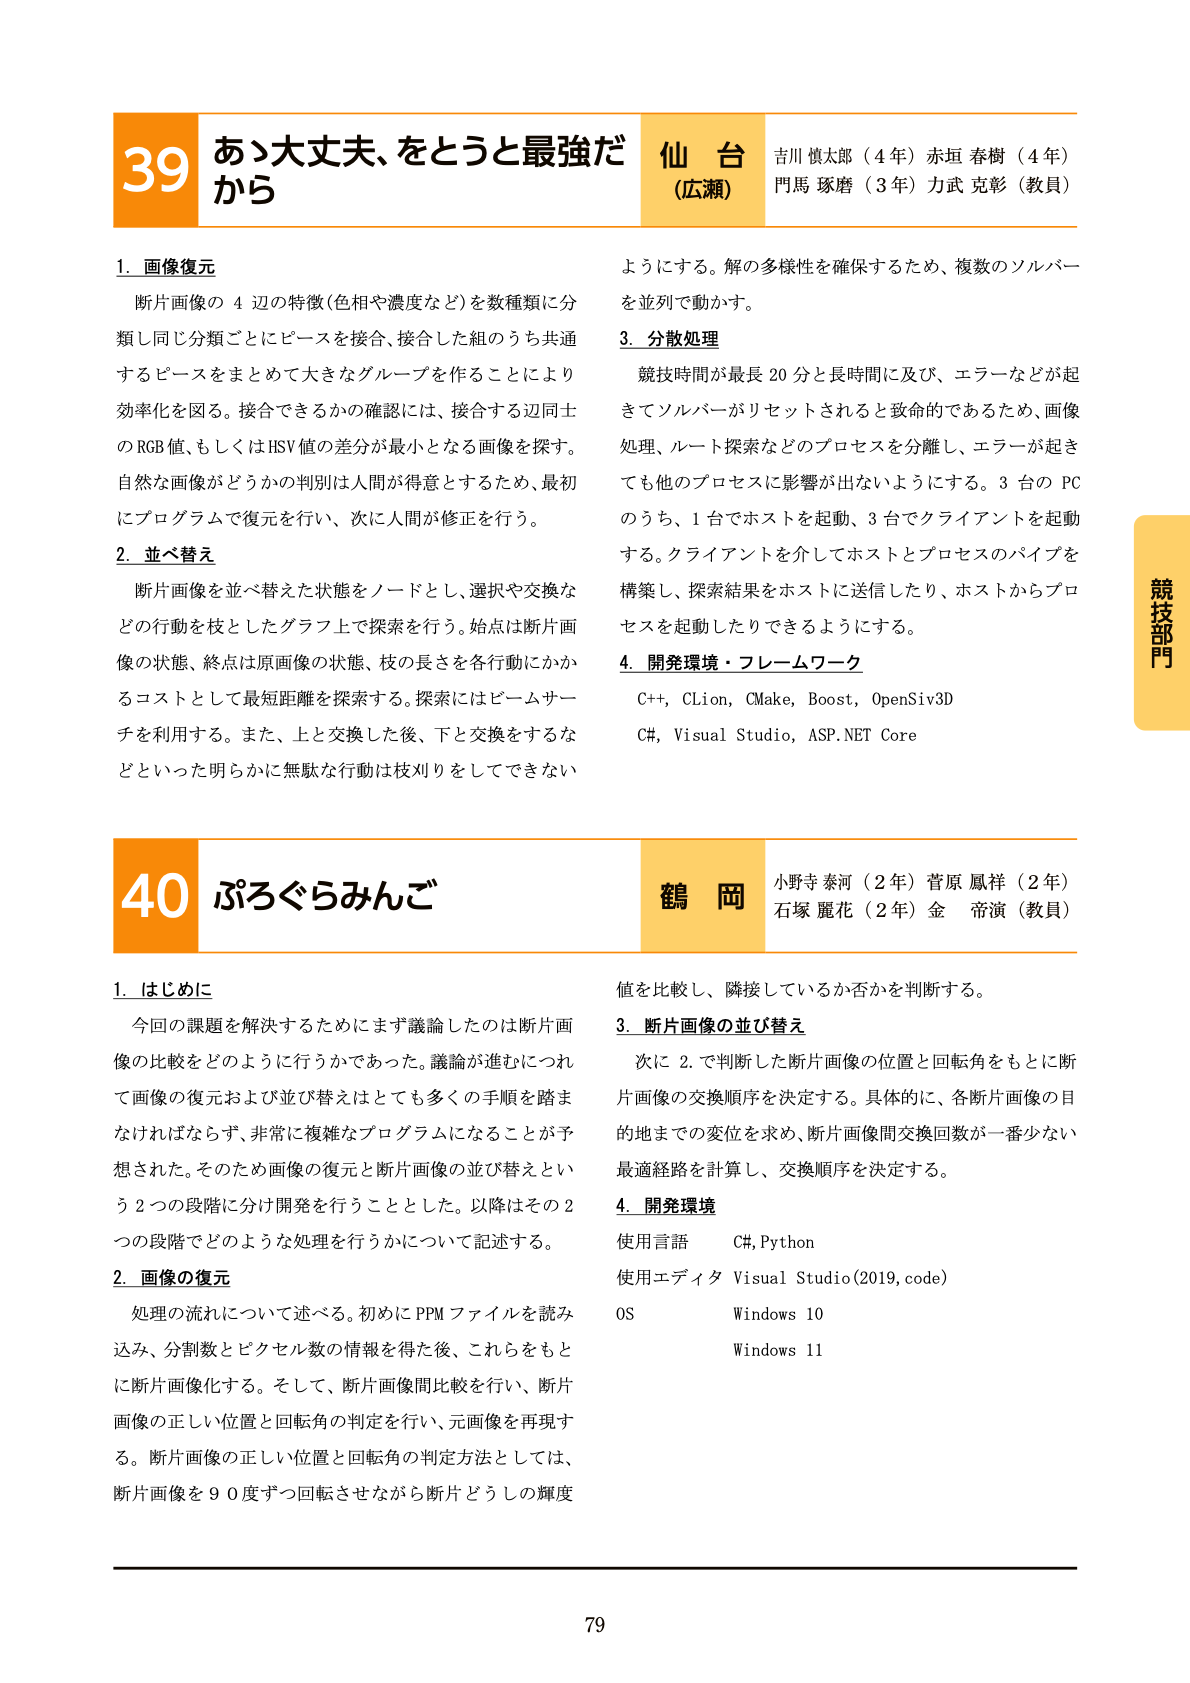 39
あゝ大丈夫、をとうと最強だ
から
仙 台
(広瀬)
吉川 慎太郎（４年）赤垣 春樹（４年）
門馬 琢磨（３年）力武 克彰（教員）
1. 画像復元
断片画像の 4 辺の特徴(色相や濃度など)を数種類に分
類し同じ分類ごとにピースを接合、接合した組のうち共通
するピースをまとめて大きなグループを作ることにより
効率化を図る。接合できるかの確認には、接合する辺同士
の RGB 値、もしくは HSV 値の差分が最小となる画像を探す。
自然な画像がどうかの判別は人間が得意とするため、最初
にプログラムで復元を行い、次に人間が修正を行う。
2. 並べ替え
断片画像を並べ替えた状態をノードとし、選択や交換な
どの行動を枝としたグラフ上で探索を行う。始点は断片画
像の状態、終点は原画像の状態、枝の長さを各行動にかか
るコストとして最短距離を探索する。探索にはビームサー
チを利用する。また、上と交換した後、下と交換をするな
どといった明らかに無駄な行動は枝刈りをしてできない
ようにする。解の多様性を確保するため、複数のソルバー
を並列で動かす。
3. 分散処理
競技時間が最長 20 分と長時間に及び、エラーなどが起
きてソルバーがリセットされると致命的であるため、画像
処理、ルート探索などのプロセスを分離し、エラーが起き
ても他のプロセスに影響が出ないようにする。3 台の PC
のうち、1 台でホストを起動、3 台でクライアントを起動
する。クライアントを介してホストとプロセスのパイプを
構築し、探索結果をホストに送信したり、ホストからプロ
セスを起動したりできるようにする。
4. 開発環境・フレームワーク
C++, CLion, CMake, Boost, OpenSiv3D
C#, Visual Studio, ASP.NET Core
競技部門
40
ぷろぐらみんご
鶴 岡
小野寺 泰河（２年）菅原 鳳祥（２年）
石塚 麗花（２年）金　帝演（教員）
1. はじめに
今回の課題を解決するためにまず議論したのは断片画
像の比較をどのように行うかであった。議論が進むにつれ
て画像の復元および並び替えはとても多くの手順を踏ま
なければならず、非常に複雑なプログラムになることが予
想された。そのため画像の復元と断片画像の並び替えとい
う 2 つの段階に分け開発を行うこととした。以降はその 2
つの段階でどのような処理を行うかについて記述する。
2. 画像の復元
処理の流れについて述べる。初めに PPM ファイルを読み
込み、分割数とピクセル数の情報を得た後、これらをもと
に断片画像化する。そして、断片画像間比較を行い、断片
画像の正しい位置と回転角の判定を行い、元画像を再現す
る。断片画像の正しい位置と回転角の判定方法としては、
断片画像を９０度ずつ回転させながら断片どうしの輝度
値を比較し、隣接しているか否かを判断する。
3. 断片画像の並び替え
次に 2. で判断した断片画像の位置と回転角をもとに断
片画像の交換順序を決定する。具体的に、各断片画像の目
的地までの変位を求め、断片画像間交換回数が一番少ない
最適経路を計算し、交換順序を決定する。
4. 開発環境
使用言語 C#,Python
使用エディタ Visual Studio(2019,code)
OS Windows 10
Windows 11
79